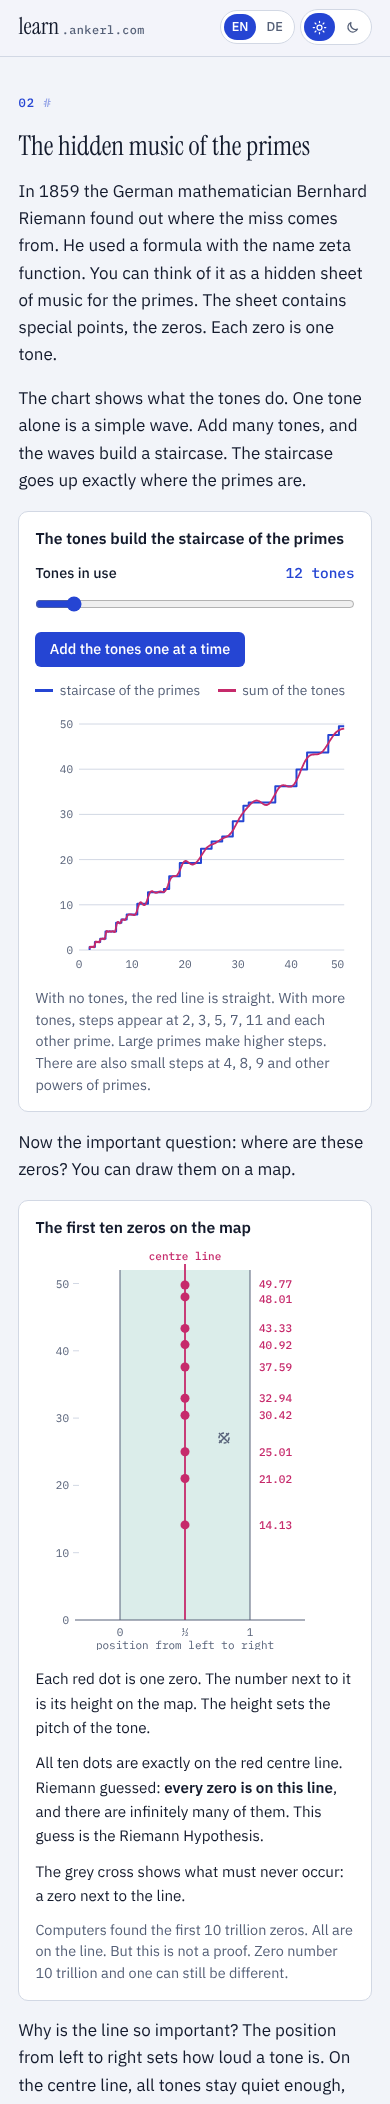 learn.ankerl.com
EN DE
02 #
The hidden music of the primes
In 1859 the German mathematician Bernhard
Riemann found out where the miss comes
from. He used a formula with the name zeta
function. You can think of it as a hidden sheet
of music for the primes. The sheet contains
special points, the zeros. Each zero is one
tone.
The chart shows what the tones do. One tone
alone is a simple wave. Add many tones, and
the waves build a staircase. The staircase
goes up exactly where the primes are.
The tones build the staircase of the primes
Tones in use 12 tones
Add the tones one at a time
staircase of the primes sum of the tones
50
40
30
20
10
0
0 10 20 30 40 50
With no tones, the red line is straight. With more
tones, steps appear at 2, 3, 5, 7, 11 and each
other prime. Large primes make higher steps.
There are also small steps at 4, 8, 9 and other
powers of primes.
Now the important question: where are these
zeros? You can draw them on a map.
The first ten zeros on the map
centre line
50 49.77
48.01
43.33
40 40.92
37.59
32.94
30 30.42
25.01
20 21.02
14.13
10
0
0 ½ 1
position from left to right
Each red dot is one zero. The number next to it
is its height on the map. The height sets the
pitch of the tone.
All ten dots are exactly on the red centre line.
Riemann guessed: every zero is on this line,
and there are infinitely many of them. This
guess is the Riemann Hypothesis.
The grey cross shows what must never occur:
a zero next to the line.
Computers found the first 10 trillion zeros. All are
on the line. But this is not a proof. Zero number
10 trillion and one can still be different.
Why is the line so important? The position
from left to right sets how loud a tone is. On
the centre line, all tones stay quiet enough,